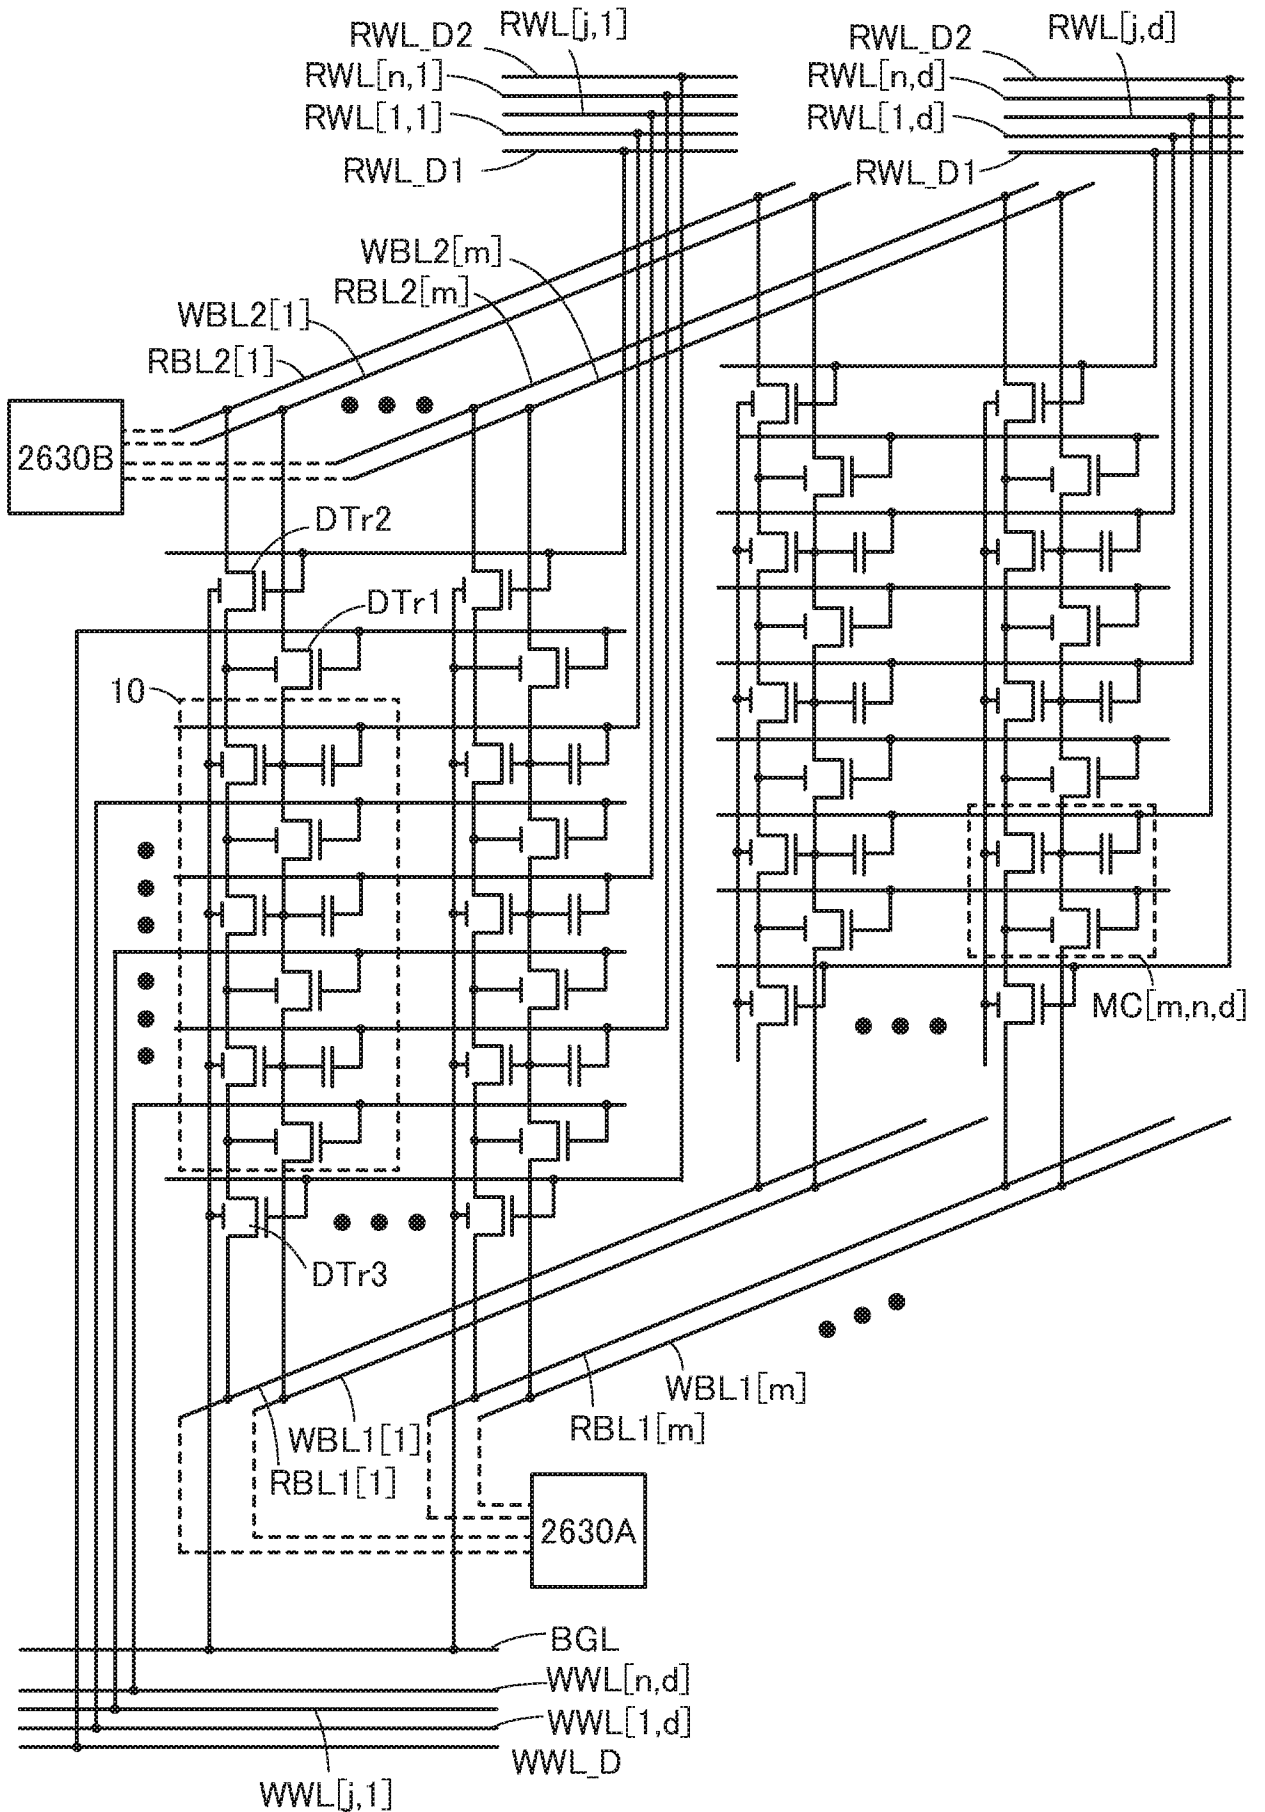 RWL_D2
RWL[j,1]
RWL[n,1]
RWL[1,1]
RWL_D1
RWL_D2
RWL[j,d]
RWL[n,d]
RWL[1,d]
RWL_D1
WBL2[m]
RBL2[m]
WBL2[1]
RBL2[1]
2630B
DTr2
DTr1
10
MC[m,n,d]
DTr3
WBL1[m]
RBL1[m]
WBL1[1]
RBL1[1]
2630A
BGL
WWL[n,d]
WWL[1,d]
WWL_D
WWL[j,1]